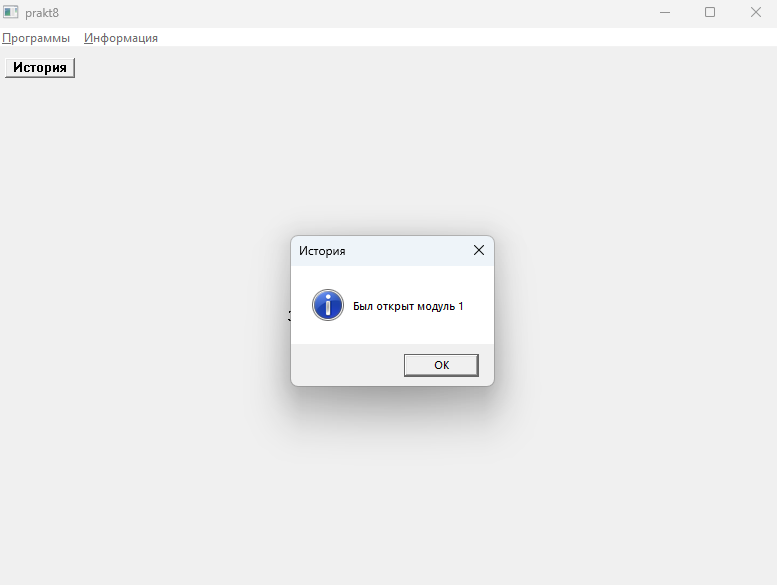 prakt8
Программы Информация
История
История
Был открыт модуль 1
ОК